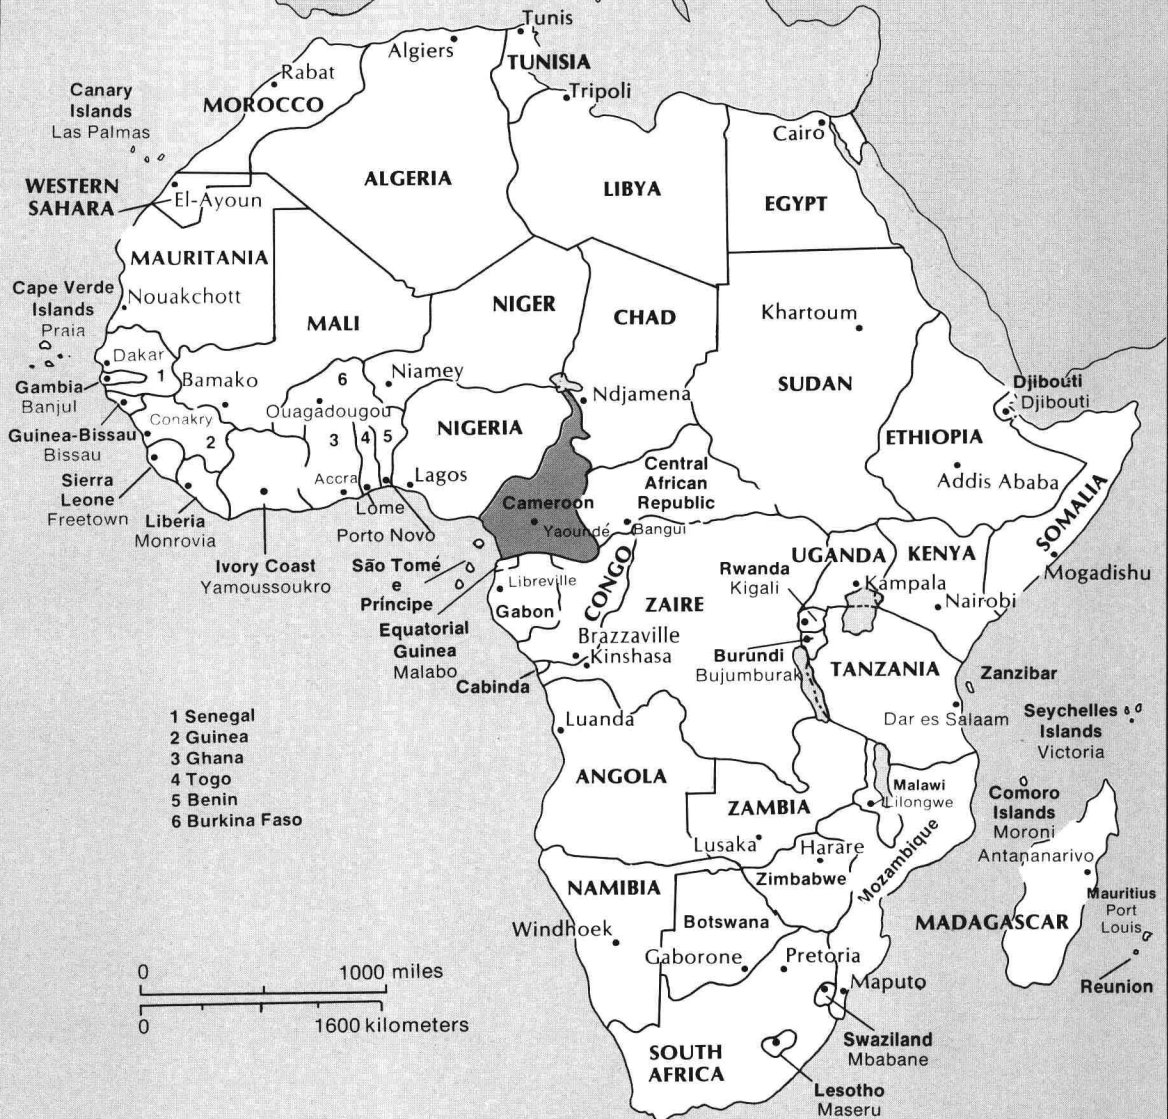 Tunis
Algiers
TUNISIA
Rabat
Tripoli
MOROCCO
Canary
Islands
Las Palmas
Cairo
ALGERIA
LIBYA
EGYPT
WESTERN
SAHARA
El-Ayoun
MAURITANIA
Nouakchott
Cape Verde
Islands
Praia
MALI
NIGER
CHAD
Khartoum
SUDAN
Dakar
1
Gambia
Banjul
Bamako
6
Niamey
Ndjamena
Djibouti
Djibouti
Ouagadougou
Conakry
2
3
4
5
NIGERIA
ETHIOPIA
Addis Ababa
SOMALIA
Guinea-Bissau
Bissau
Sierra
Leone
Freetown
Liberia
Monrovia
Accra
Lome
Lagos
Porto Novo
Cameroon
Yaoundé
Central
African
Republic
Bangui
Ivory Coast
Yamoussoukro
São Tomé
e
Príncipe
Equatorial
Guinea
Malabo
Libreville
Gabon
CONGO
ZAIRE
UGANDA
Kampala
KENYA
Nairobi
Mogadishu
Rwanda
Kigali
Brazzaville
Kinshasa
Cabinda
Burundi
Bujumburak
TANZANIA
Zanzibar
Dar es Salaam
Seychelles
Islands
Victoria
1 Senegal
2 Guinea
3 Ghana
4 Togo
5 Benin
6 Burkina Faso
Luanda
ANGOLA
ZAMBIA
Lusaka
Malawi
Lilongwe
Comoro
Islands
Moroni
Antananarivo
Harare
Zimbabwe
Mozambique
NAMIBIA
Windhoek
Botswana
Gaborone
Pretoria
MADAGASCAR
Mauritius
Port
Louis
Réunion
Maputo
Swaziland
Mbabane
SOUTH
AFRICA
Lesotho
Maseru
0 1000 miles
0 1600 kilometers